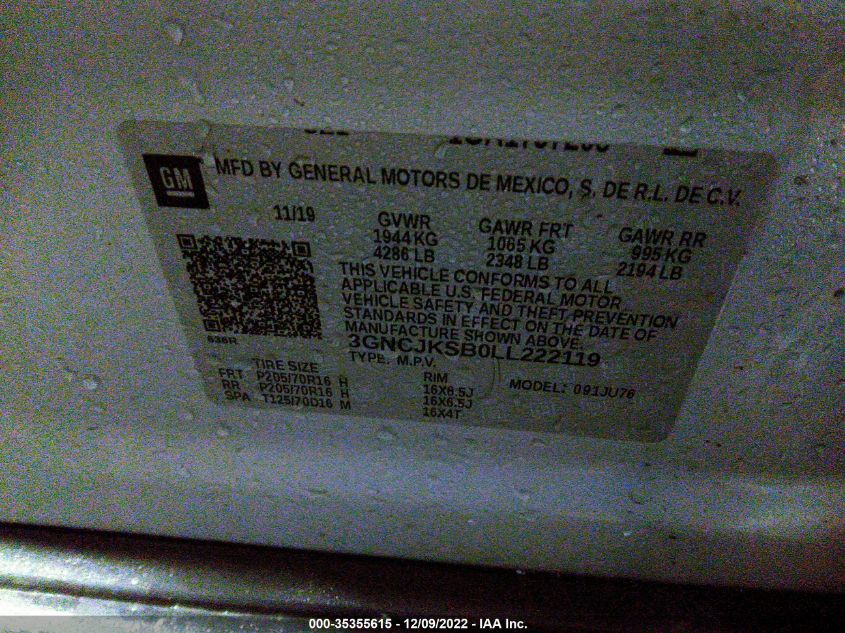 GM
MFD BY GENERAL MOTORS DE MEXICO, S. DE R.L. DE C.V.
11/19 GVWR GAWR FRT GAWR RR
1944 KG 1065 KG 995 KG
4286 LB 2348 LB 2194 LB
THIS VEHICLE CONFORMS TO ALL
APPLICABLE U.S. FEDERAL MOTOR
VEHICLE SAFETY AND THEFT PREVENTION
STANDARDS IN EFFECT ON THE DATE OF
MANUFACTURE SHOWN ABOVE.
3GNCJKSB0LL222119
TYPE: M.P.V.
MODEL: 091JU76
TIRE SIZE RIM
FRT P205/70R16 H 16X6.5J
RR P205/70R16 H 16X6.5J
SPA T125/70D16 M 16X4T
000-35355615 - 12/09/2022 - IAA Inc.